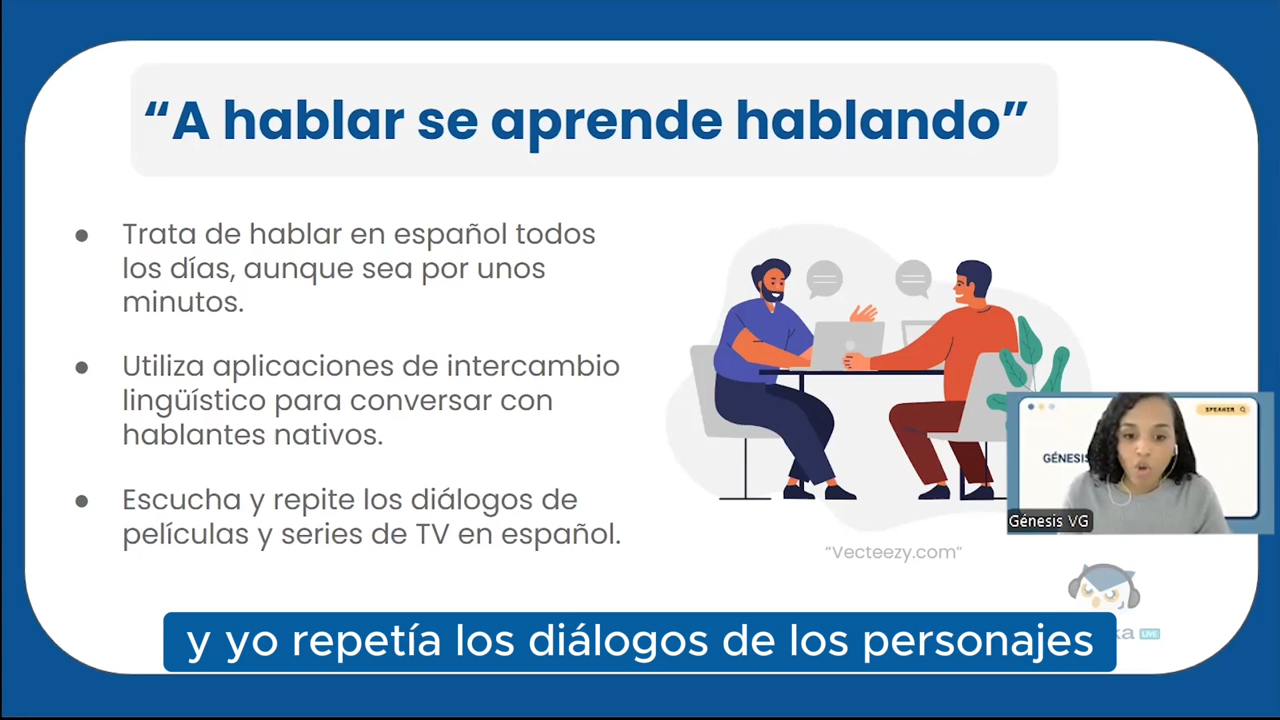 “A hablar se aprende hablando”
● Trata de hablar en español todos
los días, aunque sea por unos
minutos.
● Utiliza aplicaciones de intercambio
lingüístico para conversar con
hablantes nativos.
● Escucha y repite los diálogos de
películas y series de TV en español.
“Vecteezy.com”
SPEAKER
GÉNESIS
Génesis VG
LIVE
y yo repetía los diálogos de los personajes